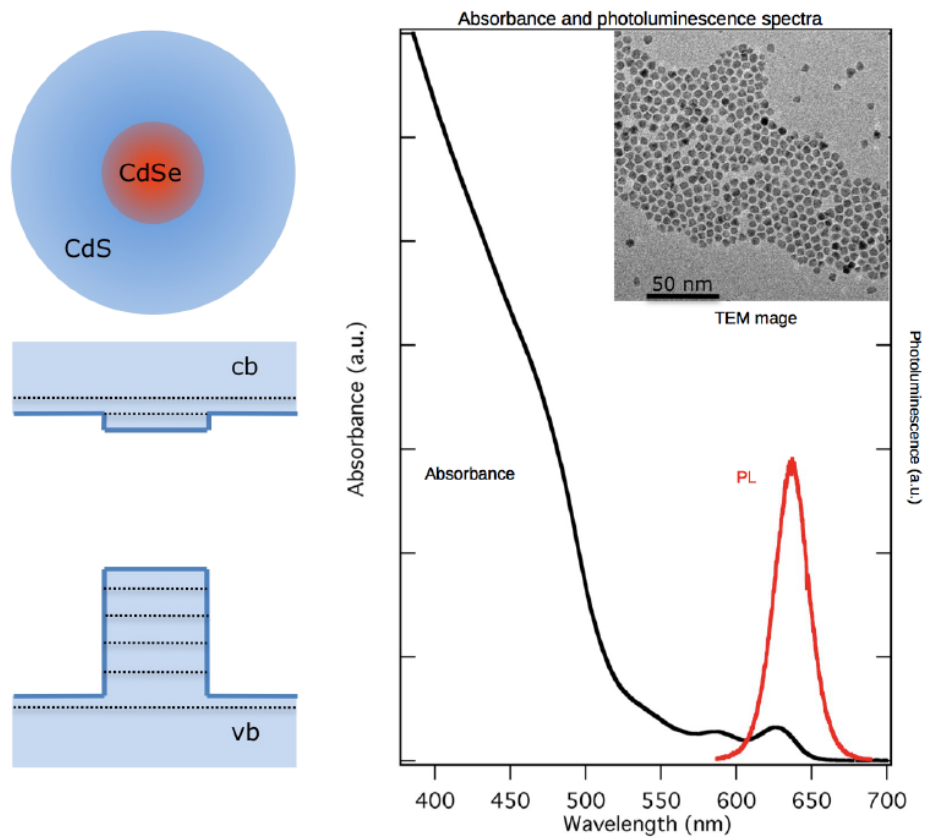 CdSe
CdS
cb
vb
Absorbance and photoluminescence spectra
50 nm
TEM mage
Absorbance (a.u.)
Photoluminescence (a.u.)
Absorbance
PL
400 450 500 550 600 650 700
Wavelength (nm)